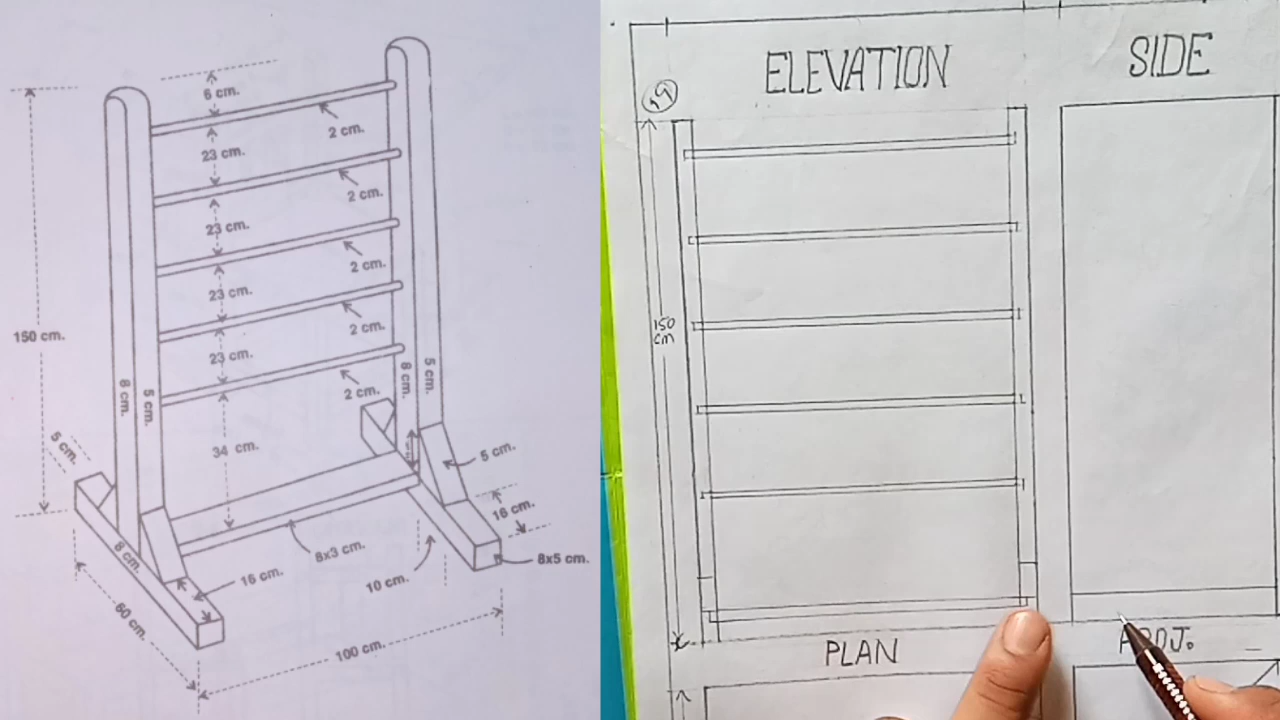 6 cm.
2 cm.
23 cm.
2 cm.
23 cm.
2 cm.
23 cm.
2 cm.
23 cm.
2 cm.
150 cm.
8 cm.
5 cm.
8 cm.
5 cm.
34 cm.
5 cm.
5 cm.
16 cm.
8x3 cm.
8x5 cm.
10 cm.
16 cm.
8 cm.
60 cm.
100 cm.
ELEVATION
SIDE
150
cm
PLAN